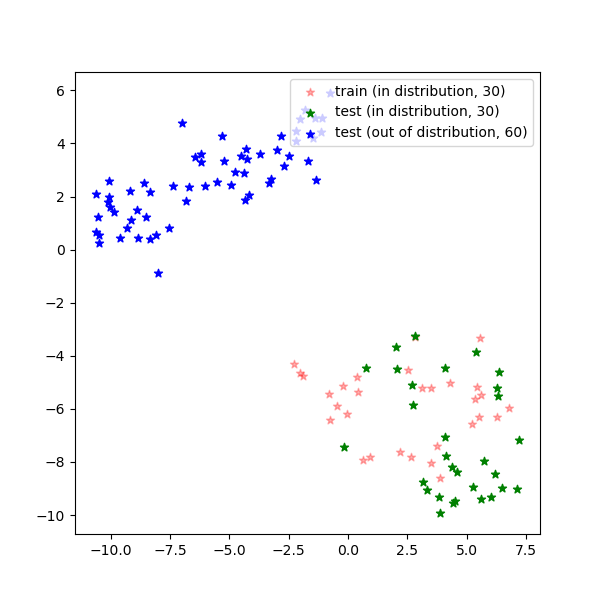 train (in distribution, 30)
test (in distribution, 30)
test (out of distribution, 60)
6
4
2
0
−2
−4
−6
−8
−10
−10.0 −7.5 −5.0 −2.5 0.0 2.5 5.0 7.5